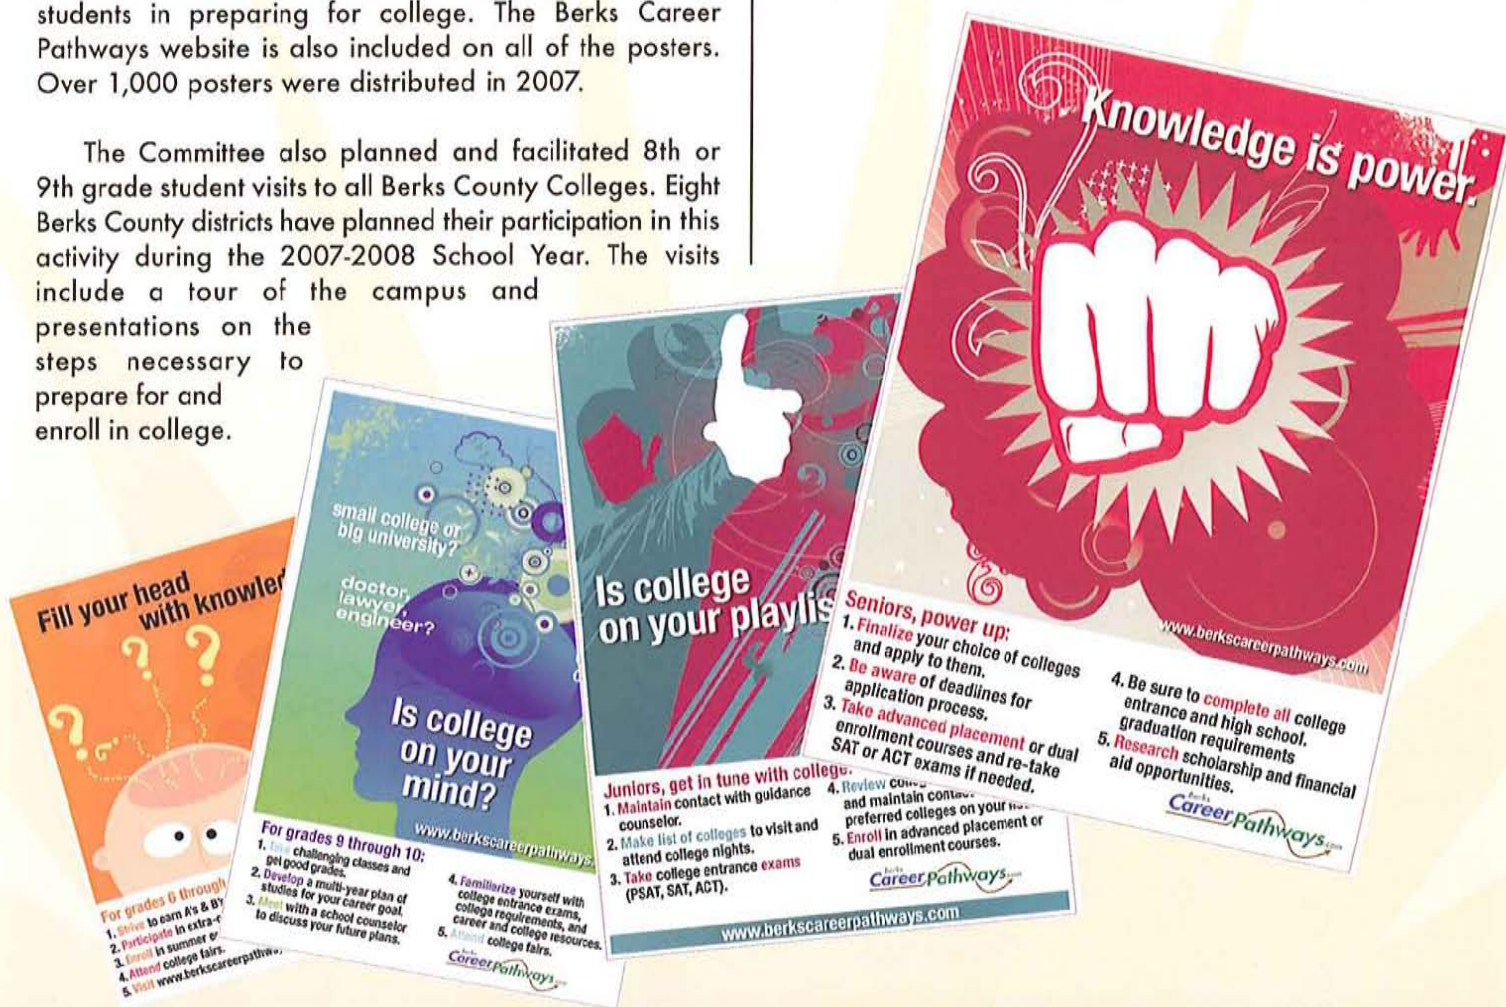 students in preparing for college. The Berks Career
Pathways website is also included on all of the posters.
Over 1,000 posters were distributed in 2007.
The Committee also planned and facilitated 8th or
9th grade student visits to all Berks County Colleges. Eight
Berks County districts have planned their participation in this
activity during the 2007-2008 School Year. The visits
include a tour of the campus and
presentations on the
steps necessary to
prepare for and
enroll in college.
Fill your head
with
For grades 6 through
1. Strive to earn A's & B's
2. Participate in
3. Enroll in summer
4. Attend college fairs.
5. Visit
small college or
big university?
doctor,
lawyer,
engineer?
Is college
on your
mind?
www.berkscareerpathways.
For grades 9 through 10:
1. Take challenging classes and
get good grades.
2. Develop a multi-year plan of
studies for your career goal.
3. Meet with a school counselor
to discuss your future plans.
4. Familiarize yourself with
college entrance exams,
college requirements, and
career and college resources.
5. Attend college fairs.
Berks
CareerPathways.com
Is college
on your
Juniors, get in tune with college.
1. Maintain contact with guidance
counselor.
2. Make list of colleges to visit and
attend college nights.
3. Take college entrance exams
(PSAT, SAT, ACT).
4. Review
and maintain
preferred colleges on your
5. Enroll in advanced placement or
dual enrollment courses.
Berks
CareerPathways.com
www.berkscareerpathways.com
Knowledge is power.
www.berkscareerpathways.com
Seniors, power up:
1. Finalize your choice of colleges
and apply to them.
2. Be aware of deadlines for
application process.
3. Take advanced placement or dual
enrollment courses and re-take
SAT or ACT exams if needed.
4. Be sure to complete all college
entrance and high school.
graduation requirements
5. Research scholarship and financial
aid opportunities.
Berks
CareerPathways.com